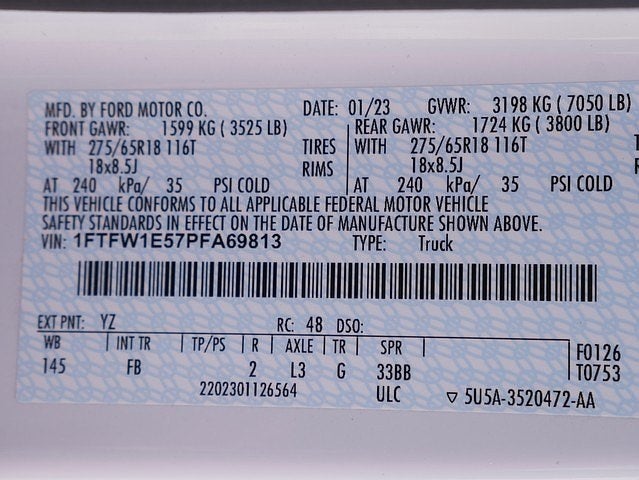 MFD. BY FORD MOTOR CO. DATE: 01/23 GVWR: 3198 KG ( 7050 LB)
FRONT GAWR: 1599 KG ( 3525 LB) REAR GAWR: 1724 KG ( 3800 LB)
WITH 275/65R18 116T TIRES WITH 275/65R18 116T
18x8.5J RIMS 18x8.5J
AT 240 kPa/ 35 PSI COLD AT 240 kPa/ 35 PSI COLD
THIS VEHICLE CONFORMS TO ALL APPLICABLE FEDERAL MOTOR VEHICLE
SAFETY STANDARDS IN EFFECT ON THE DATE OF MANUFACTURE SHOWN ABOVE.
VIN: 1FTFW1E57PFA69813 TYPE: Truck
EXT PNT: YZ RC: 48 DSO:
WB INT TR TP/PS R AXLE TR SPR F0126
145 FB 2 L3 G 33BB T0753
2202301126564 ULC ▽ 5U5A-3520472-AA